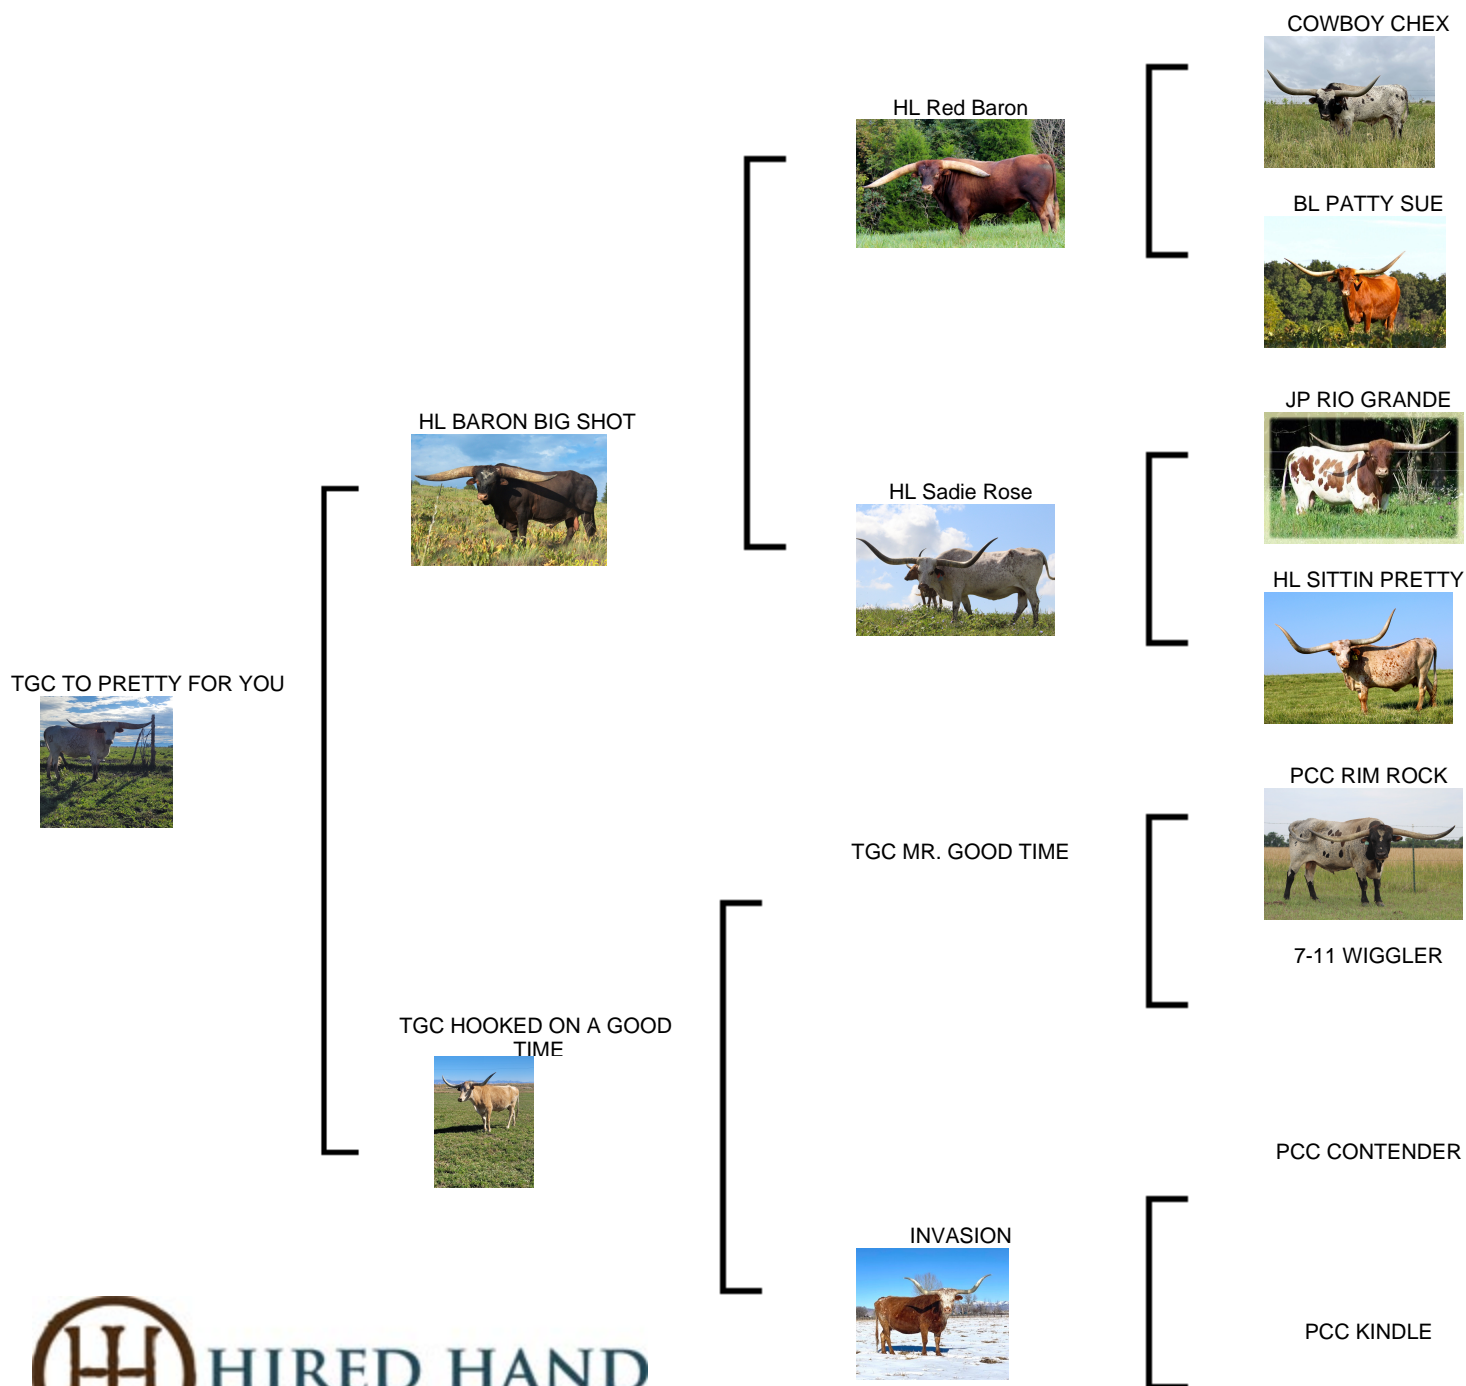 COWBOY CHEX
HL Red Baron
BL PATTY SUE
HL BARON BIG SHOT
JP RIO GRANDE
HL Sadie Rose
HL SITTIN PRETTY
TGC TO PRETTY FOR YOU
PCC RIM ROCK
TGC MR. GOOD TIME
7-11 WIGGLER
TGC HOOKED ON A GOOD
TIME
PCC CONTENDER
INVASION
PCC KINDLE
HIRED HAND